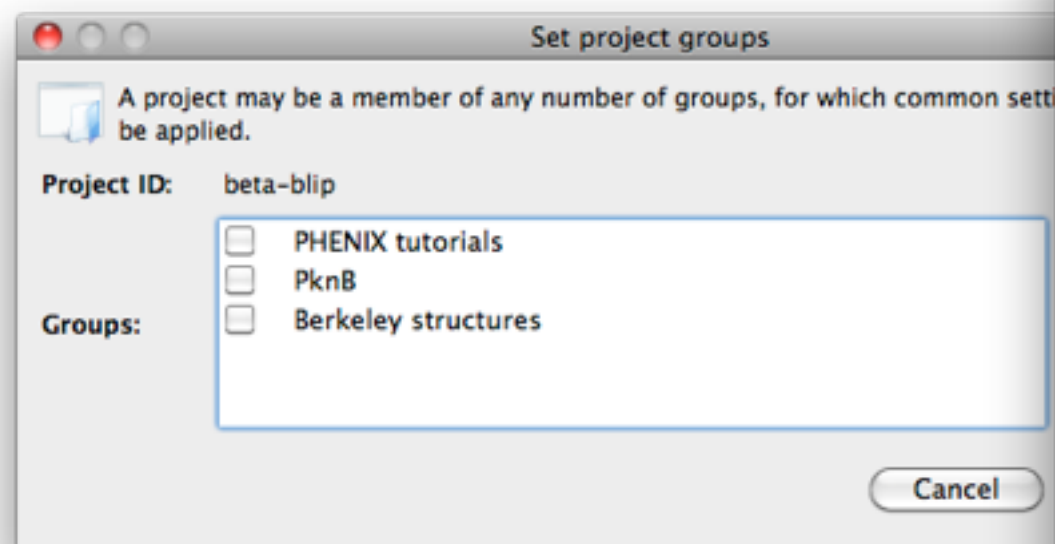 Set project groups
A project may be a member of any number of groups, for which common
be applied.
Project ID: beta-blip
PHENIX tutorials
PknB
Groups:
Berkeley structures
Cancel